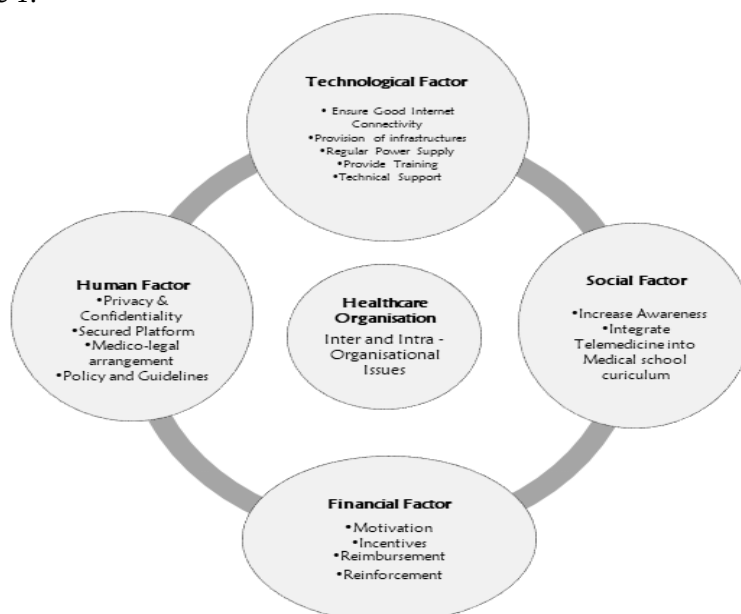 Technological Factor
• Ensure Good Internet
Connectivity
•Provision of infrastructures
•Regular Power Supply
•Provide Training
•Technical Support
Human Factor
•Privacy &
Confidentiality
•Secured Platform
•Medico-legal
arrangement
•Policy and Guidelines
Healthcare
Organisation
Inter and Intra -
Organisational
Issues
Social Factor
•Increase Awareness
•Integrate
Telemedicine into
Medical school
curiculum
Financial Factor
•Motivation
•Incentives
•Reimbursement
•Reinforcement